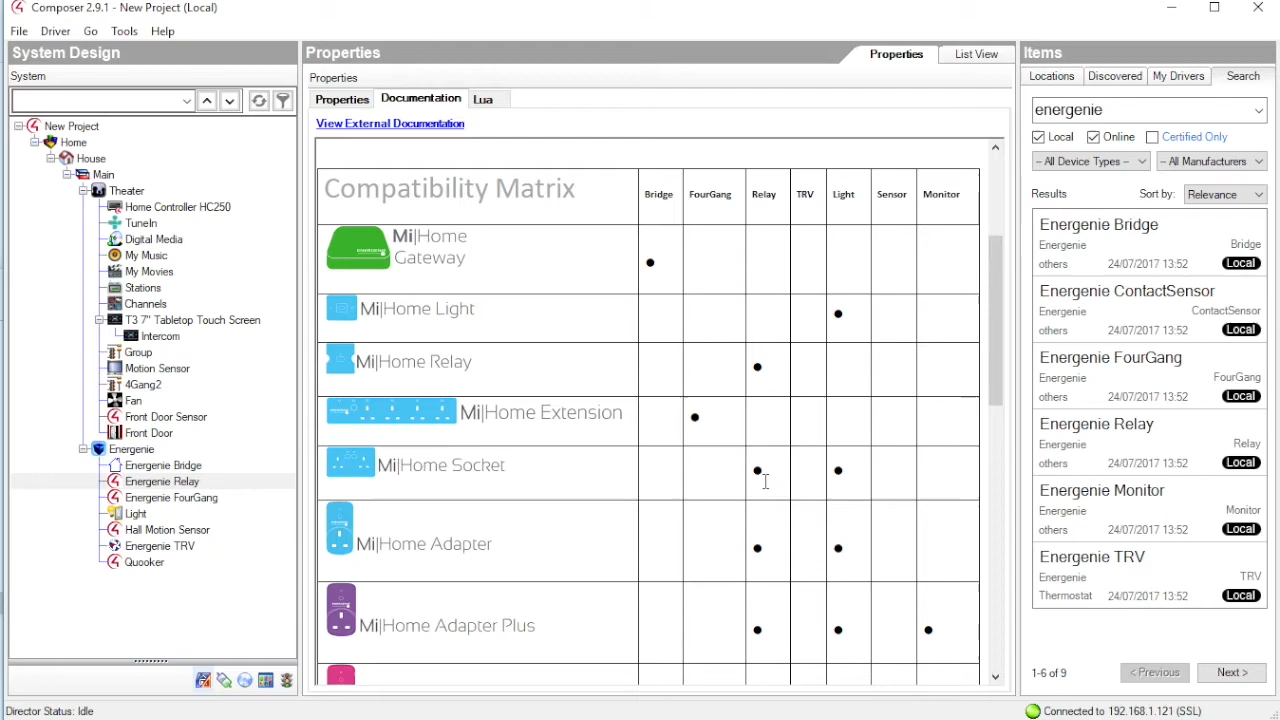 Composer 2.9.1 - New Project (Local)
File Driver Go Tools Help
System Design
System
New Project
Home
House
Main
Theater
Home Controller HC250
TuneIn
Digital Media
My Music
My Movies
Stations
Channels
T3 7" Tabletop Touch Screen
Intercom
Group
Motion Sensor
4Gang2
Fan
Front Door Sensor
Front Door
Energenie
Energenie Bridge
Energenie Relay
Energenie FourGang
Light
Hall Motion Sensor
Energenie TRV
Quooker
Director Status: Idle
Properties
Properties List View
Properties
Properties Documentation Lua
View External Documentation
Compatibility Matrix Bridge FourGang Relay TRV Light Sensor Monitor
Mi|Home
Gateway
Mi|Home Light
Mi|Home Relay
Mi|Home Extension
Mi|Home Socket
Mi|Home Adapter
Mi|Home Adapter Plus
Items
Locations Discovered My Drivers Search
energenie
Local Online Certified Only
-- All Device Types -- -- All Manufacturers
Results Sort by: Relevance
Energenie Bridge
Energenie Bridge
others 24/07/2017 13:52 Local
Energenie ContactSensor
Energenie ContactSensor
others 24/07/2017 13:52 Local
Energenie FourGang
Energenie FourGang
others 24/07/2017 13:52 Local
Energenie Relay
Energenie Relay
others 24/07/2017 13:52 Local
Energenie Monitor
Energenie Monitor
others 24/07/2017 13:52 Local
Energenie TRV
Energenie TRV
Thermostat 24/07/2017 13:52 Local
1-6 of 9 < Previous Next >
Connected to 192.168.1.121 (SSL)